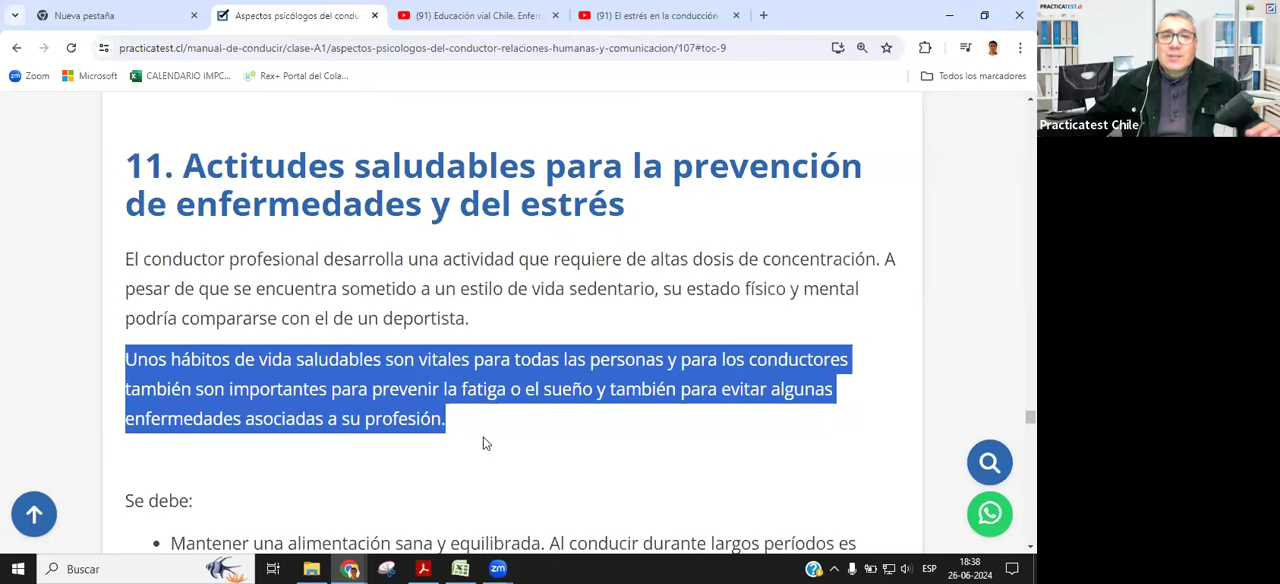 Nueva pestaña
Aspectos psicólogos del condu
(91) Educación vial Chile. Enfer
(91) El estrés en la conducción
practicatest.cl/manual-de-conducir/clase-A1/aspectos-psicologos-del-conductor-relaciones-humanas-y-comunicacion/107#toc-9
Zoom
Microsoft
CALENDARIO IMPC...
Rex+ Portal del Cola...
Todos los marcadores
PRACTICATEST.cl
Practicatest Chile
11. Actitudes saludables para la prevención
de enfermedades y del estrés
El conductor profesional desarrolla una actividad que requiere de altas dosis de concentración. A
pesar de que se encuentra sometido a un estilo de vida sedentario, su estado físico y mental
podría compararse con el de un deportista.
Unos hábitos de vida saludables son vitales para todas las personas y para los conductores
también son importantes para prevenir la fatiga o el sueño y también para evitar algunas
enfermedades asociadas a su profesión.
Se debe:
• Mantener una alimentación sana y equilibrada. Al conducir durante largos períodos es
Buscar
zm
ESP
18:38
26-06-2024